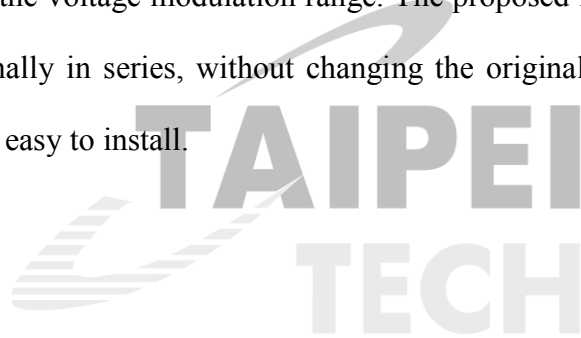 the voltage modulation range. The proposed
nally in series, without changing the original
easy to install.
TAIPEI
TECH